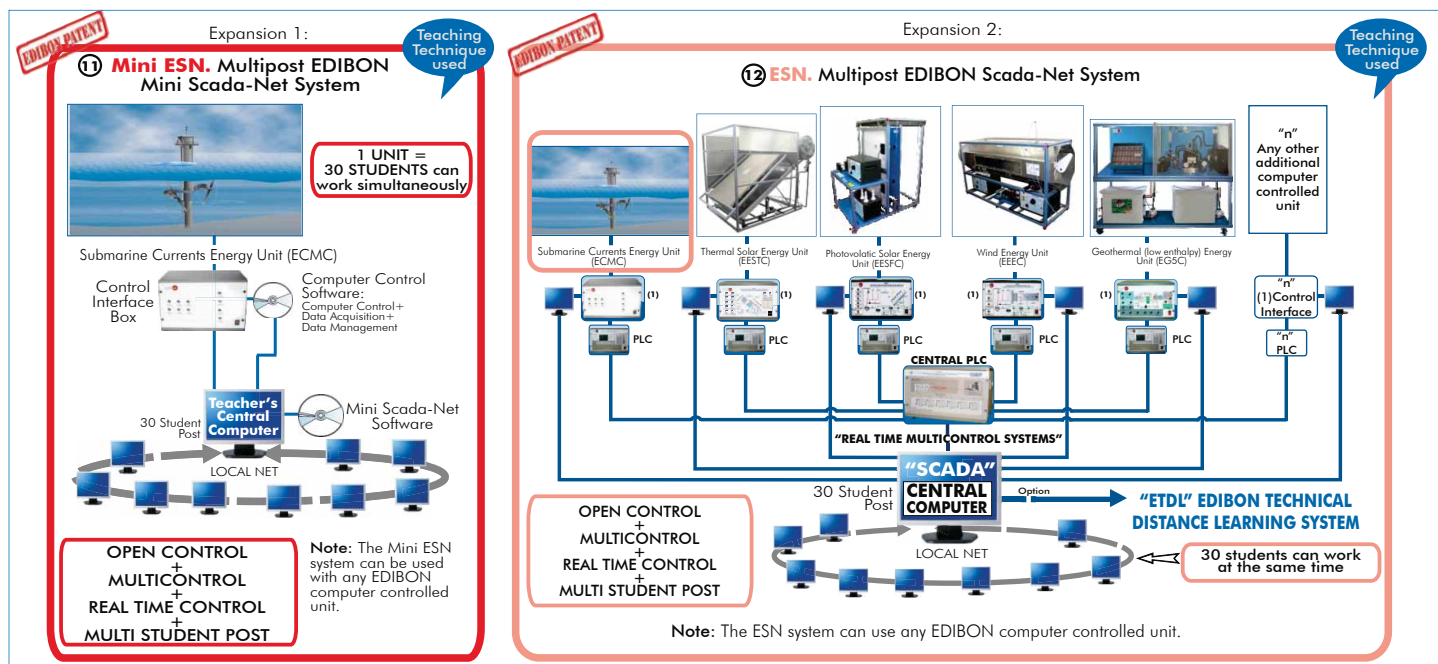 EDIBON PATENT
Expansion 1:
Teaching
Technique
used
11 Mini ESN. Multipost EDIBON
Mini Scada-Net System
1 UNIT =
30 STUDENTS can
work simultaneously
Submarine Currents Energy Unit (ECMC)
Control
Interface
Box
Computer Control
Software:
Computer Control+
Data Acquisition+
Data Management
Teacher's
Central
Computer
Mini Scada-Net
Software
30 Student
Post
LOCAL NET
OPEN CONTROL
+
MULTICONTROL
+
REAL TIME CONTROL
+
MULTI STUDENT POST
Note: The Mini ESN
system can be used
with any EDIBON
computer controlled
unit.
EDIBON PATENT
Expansion 2:
Teaching
Technique
used
12 ESN. Multipost EDIBON Scada-Net System
Submarine Currents Energy Unit
(ECMC)
Thermal Solar Energy Unit
(EESTC)
Photovolatic Solar Energy
Unit (EESFC)
Wind Energy Unit
(EEEC)
Geothermal (low enthalpy) Energy
Unit (EG5C)
"n"
Any other
additional
computer
controlled
unit
(1)
(1)
(1)
(1)
(1)
"n"
(1)Control
Interface
PLC
PLC
PLC
PLC
PLC
"n"
PLC
CENTRAL PLC
"REAL TIME MULTICONTROL SYSTEMS"
"SCADA"
CENTRAL
COMPUTER
30 Student
Post
Option
"ETDL" EDIBON TECHNICAL
DISTANCE LEARNING SYSTEM
LOCAL NET
30 students can work
at the same time
OPEN CONTROL
+
MULTICONTROL
+
REAL TIME CONTROL
+
MULTI STUDENT POST
Note: The ESN system can use any EDIBON computer controlled unit.